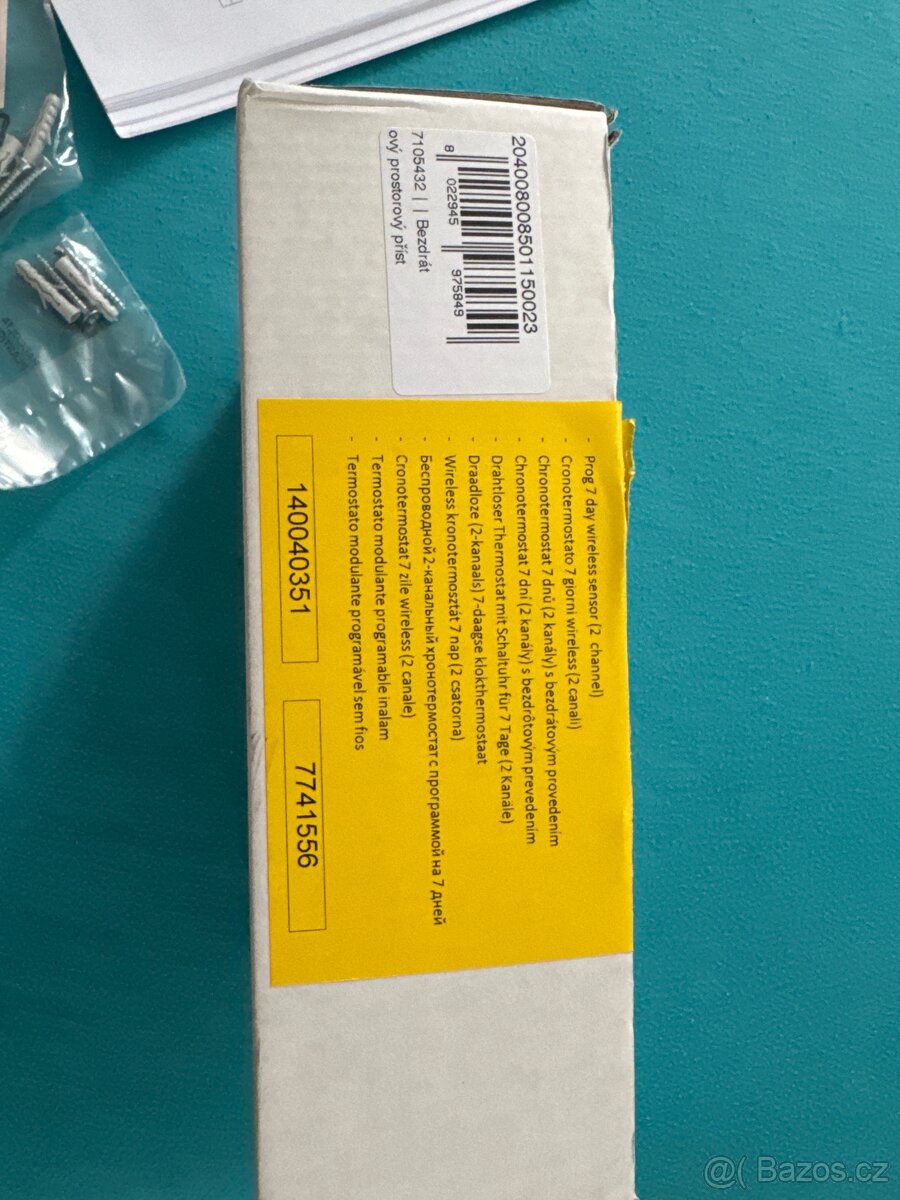 204008008501150023
8 022945 975849
7105432 | | Bezdrát
ový prostorový příst
- Prog 7 day wireless sensor (2 channel)
- Cronotermostato 7 giorni wireless (2 canali)
- Chronotermostat 7 dnů (2 kanály) s bezdrátovým provedením
- Chronotermostat 7 dní (2 kanály) s bezdrôtovým prevedením
- Drahtloser Thermostat mit Schaltuhr für 7 Tage (2 Kanäle)
- Draadloze (2-kanaals) 7-daagse klokthermostaat
- Wireless kronotermosztát 7 nap (2 csatorna)
- Беспроводной 2-канальный хронотермостат с программой на 7 дней
- Cronotermostat 7 zile wireless (2 canale)
- Termostato modulante programable inalam
- Termostato modulante programável sem fios
140040351
7741556
@( Bazos.cz